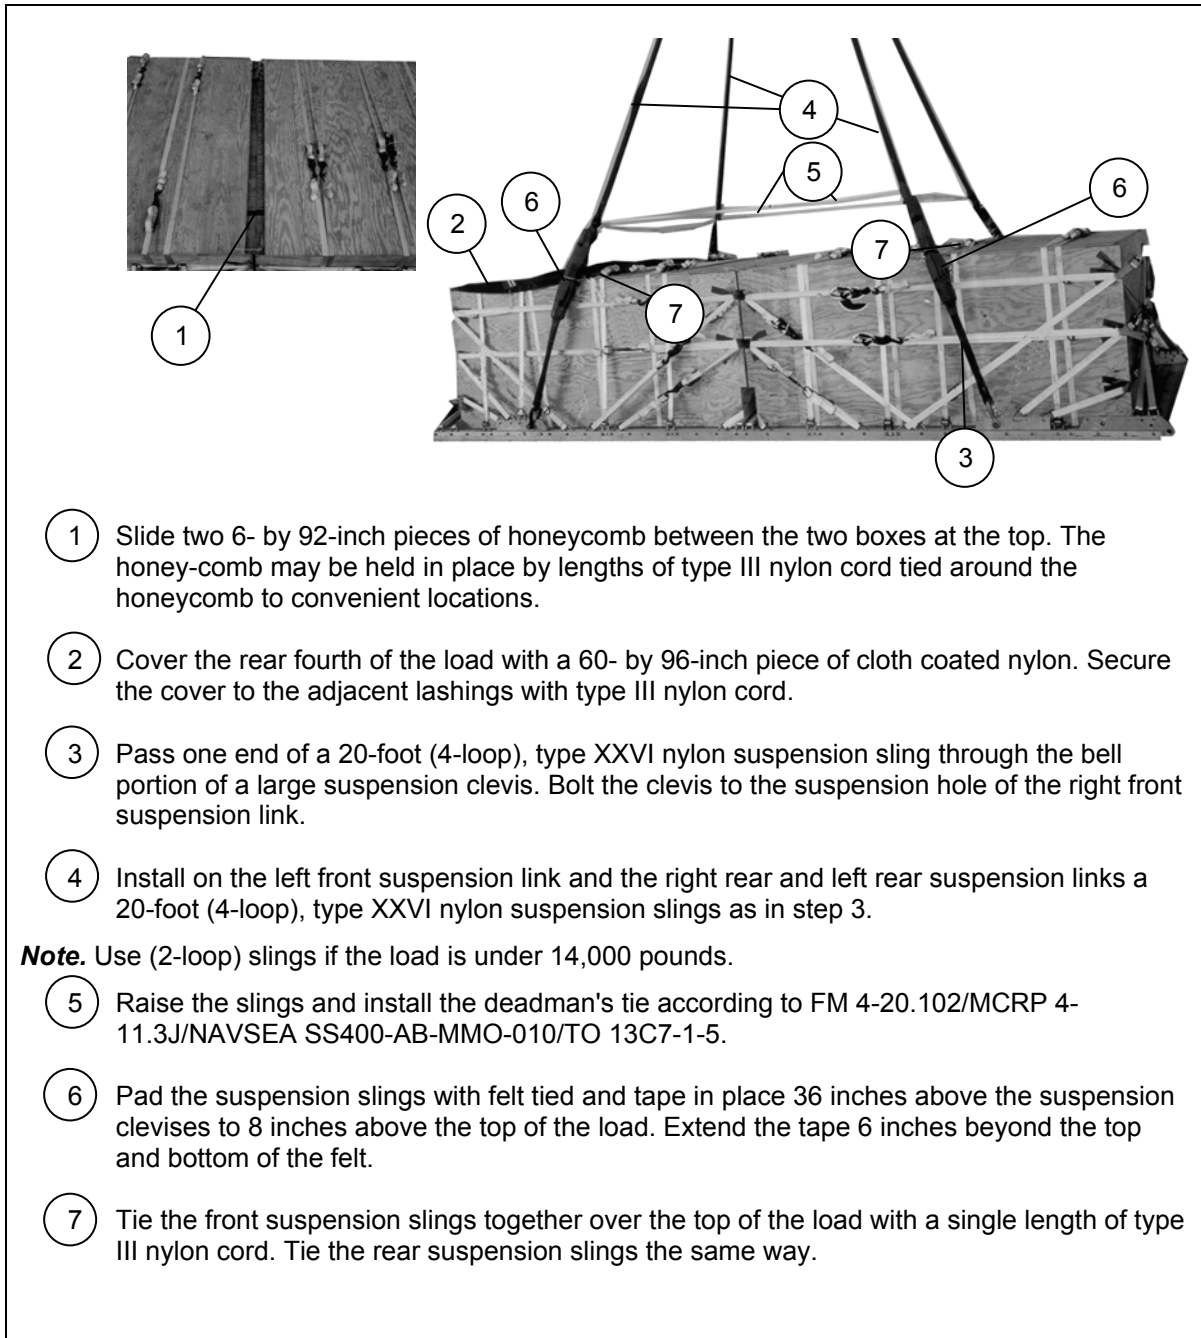 4
5
6
6
2
7
7
1
3
1 Slide two 6- by 92-inch pieces of honeycomb between the two boxes at the top. The
honey-comb may be held in place by lengths of type III nylon cord tied around the
honeycomb to convenient locations.
2 Cover the rear fourth of the load with a 60- by 96-inch piece of cloth coated nylon. Secure
the cover to the adjacent lashings with type III nylon cord.
3 Pass one end of a 20-foot (4-loop), type XXVI nylon suspension sling through the bell
portion of a large suspension clevis. Bolt the clevis to the suspension hole of the right front
suspension link.
4 Install on the left front suspension link and the right rear and left rear suspension links a
20-foot (4-loop), type XXVI nylon suspension slings as in step 3.
Note. Use (2-loop) slings if the load is under 14,000 pounds.
5 Raise the slings and install the deadman's tie according to FM 4-20.102/MCRP 4-
11.3J/NAVSEA SS400-AB-MMO-010/TO 13C7-1-5.
6 Pad the suspension slings with felt tied and tape in place 36 inches above the suspension
clevises to 8 inches above the top of the load. Extend the tape 6 inches beyond the top
and bottom of the felt.
7 Tie the front suspension slings together over the top of the load with a single length of type
III nylon cord. Tie the rear suspension slings the same way.